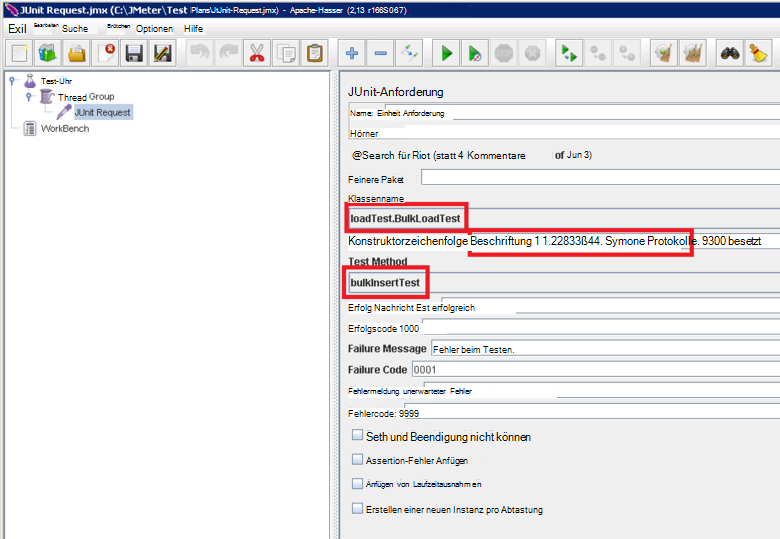 JUnit Request.jmx (C:\JMeter\Test Plans\JUnit-Request.jmx) - Apache-Hasser (2,13 r166S067)
Exil Bearbeiten Suche Brötchen Optionen Hilfe
Test-Uhr
Thread Group
JUnit Request
WorkBench
JUnit-Anforderung
Name: Einheit Anforderung
Hörner
@Search für Riot (statt 4 Kommentare of Jun 3)
Feinere Paket
Klassenname
loadTest.BulkLoadTest
Konstruktorzeichenfolge Beschriftung 1 1.22833ß44. Symone Protokolle. 9300 besetzt
Test Method
bulkInsertTest
Erfolg Nachricht Est erfolgreich
Erfolgscode 1000
Failure Message Fehler beim Testen.
Failure Code 0001
Fehlermeldung unerwarteter Fehler
Fehlercode: 9999
Seth und Beendigung nicht können
Assertion-Fehler Anfügen
Anfügen von Laufzeitausnahmen
Erstellen einer neuen Instanz pro Abtastung